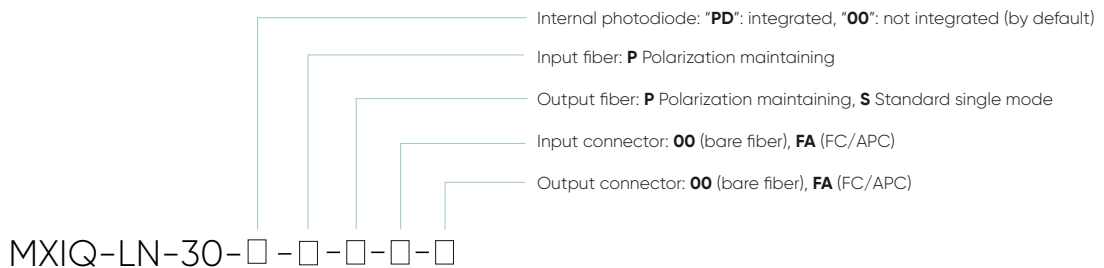 Internal photodiode: “PD”: integrated, “00”: not integrated (by default)
Input fiber: P Polarization maintaining
Output fiber: P Polarization maintaining, S Standard single mode
Input connector: 00 (bare fiber), FA (FC/APC)
Output connector: 00 (bare fiber), FA (FC/APC)
MXIQ-LN-30-□-□-□-□-□